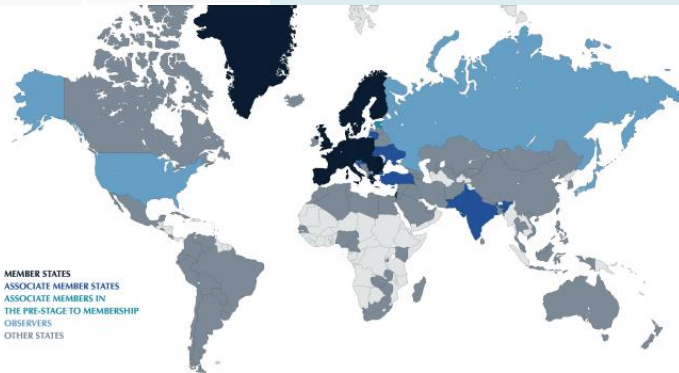 MEMBER STATES
ASSOCIATE MEMBER STATES
ASSOCIATE MEMBERS IN
THE PRE-STAGE TO MEMBERSHIP
OBSERVERS
OTHER STATES